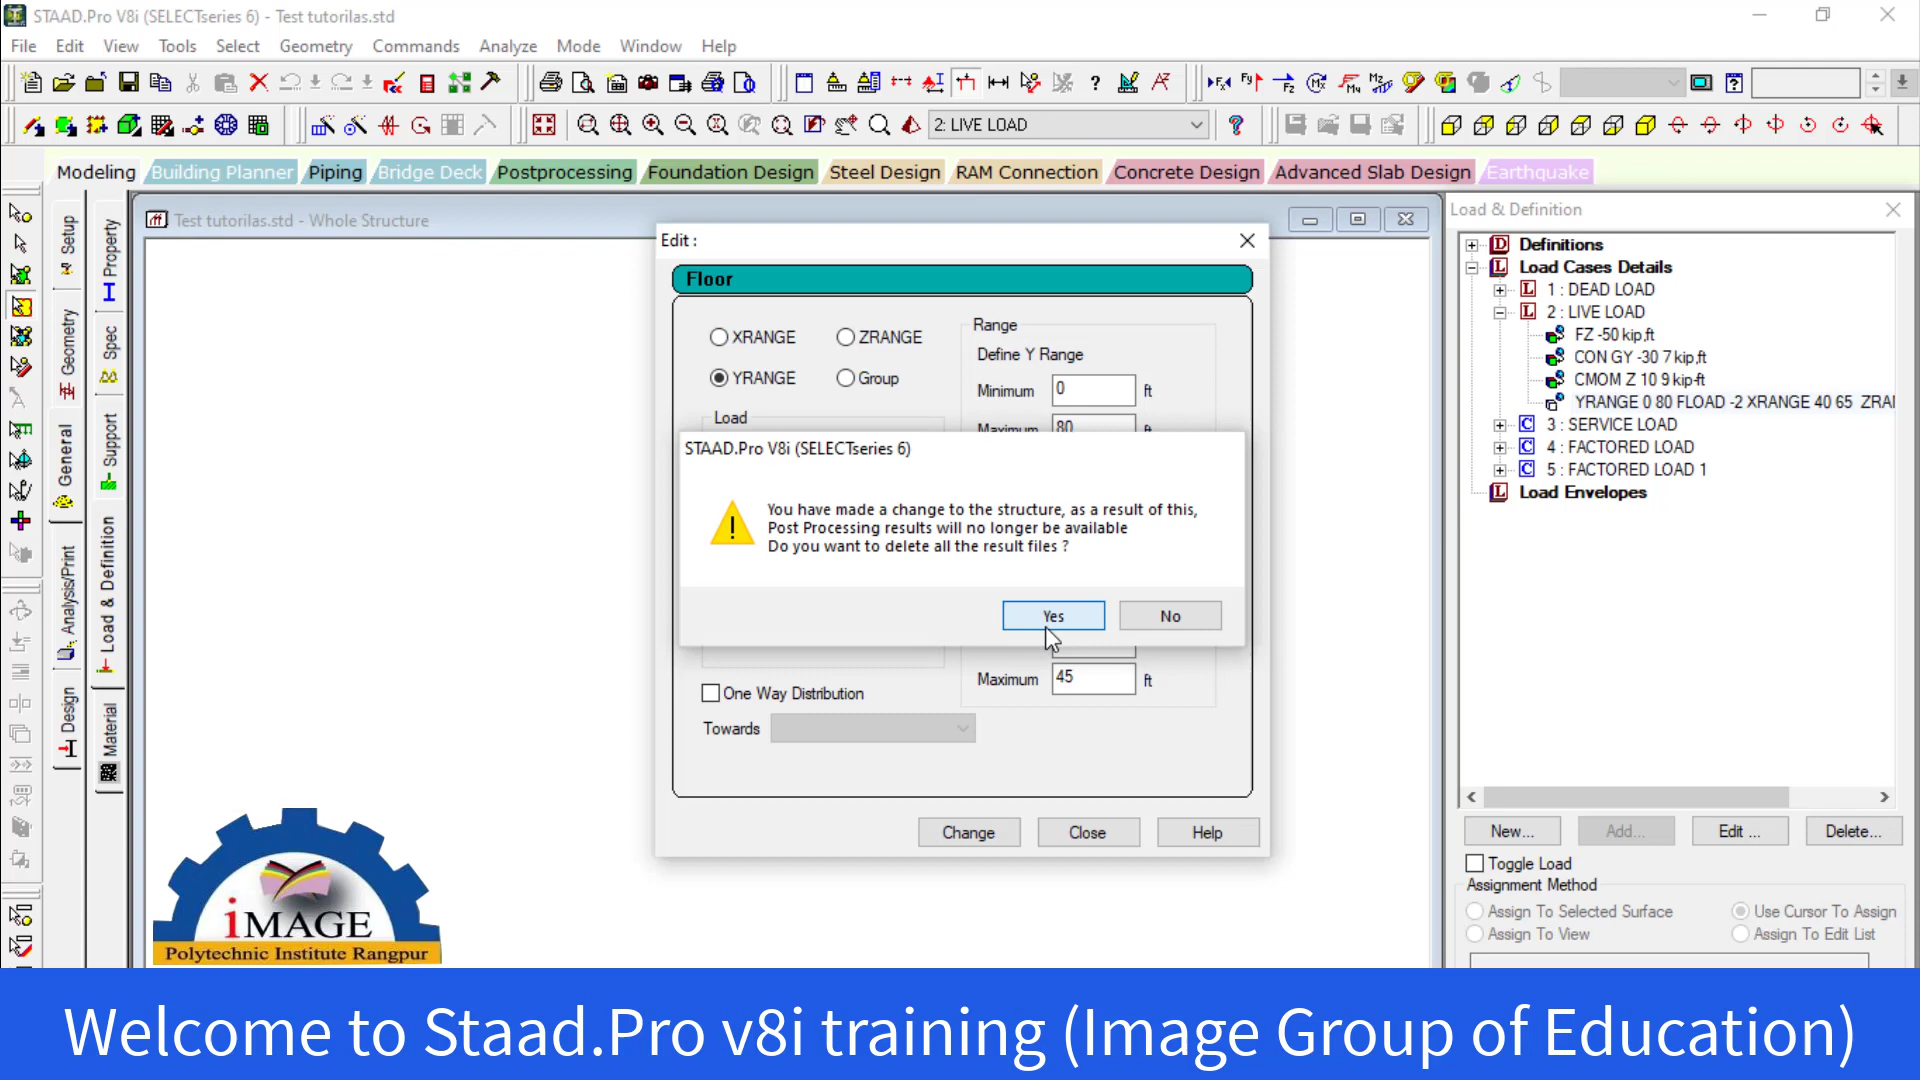 STAAD.Pro V8i (SELECTseries 6) - Test tutorilas.std
File Edit View Tools Select Geometry Commands Analyze Mode Window Help
2: LIVE LOAD
Modeling Building Planner Piping Bridge Deck Postprocessing Foundation Design Steel Design RAM Connection Concrete Design Advanced Slab Design Earthquake
Setup
Geometry
General
Analysis/Print
Design
Property
Spec
Support
Load & Definition
Material
Test tutorilas.std - Whole Structure
Edit :
Floor
XRANGE ZRANGE
YRANGE Group
Load
Range
Define Y Range
Minimum 0 ft
Maximum 80 ft
STAAD.Pro V8i (SELECTseries 6)
You have made a change to the structure, as a result of this,
Post Processing results will no longer be available
Do you want to delete all the result files ?
Yes No
Maximum 45 ft
One Way Distribution
Towards
Change Close Help
Load & Definition
Definitions
Load Cases Details
1 : DEAD LOAD
2 : LIVE LOAD
FZ -50 kip,ft
CON GY -30 7 kip,ft
CMOM Z 10 9 kip-ft
YRANGE 0 80 FLOAD -2 XRANGE 40 65 ZRA
3 : SERVICE LOAD
4 : FACTORED LOAD
5 : FACTORED LOAD 1
Load Envelopes
New... Add... Edit ... Delete...
Toggle Load
Assignment Method
Assign To Selected Surface Use Cursor To Assign
Assign To View Assign To Edit List
iMAGE
Polytechnic Institute Rangpur
Welcome to Staad.Pro v8i training (Image Group of Education)